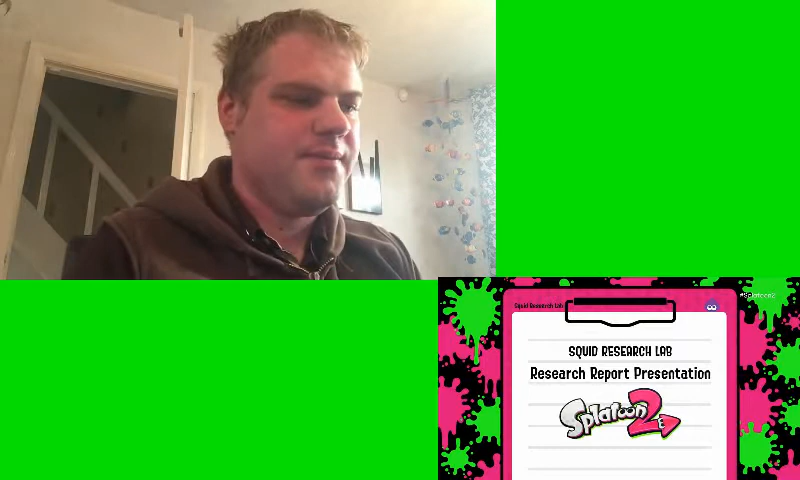 Squid Research Lab
#Splatoon2
SQUID RESEARCH LAB
Research Report Presentation
Splatoon 2